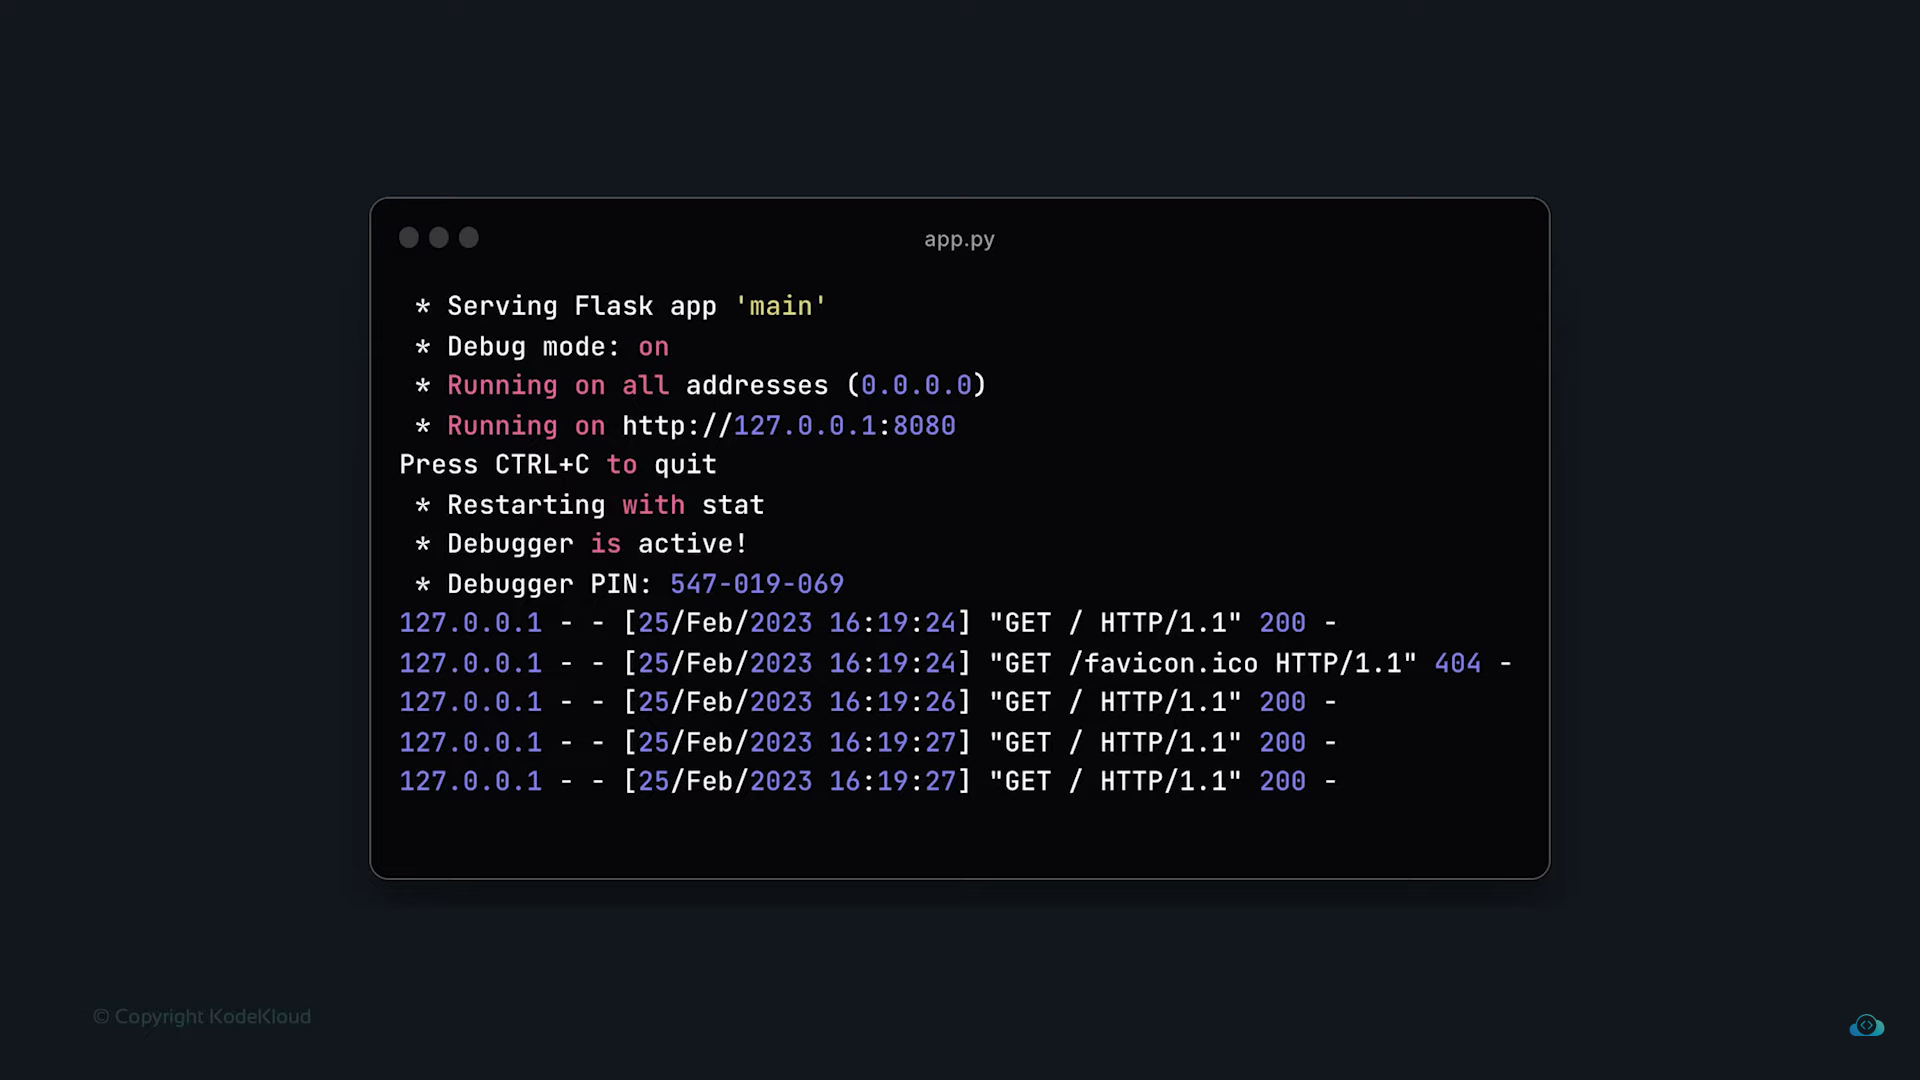 app.py
* Serving Flask app 'main'
* Debug mode: on
* Running on all addresses (0.0.0.0)
* Running on http://127.0.0.1:8080
Press CTRL+C to quit
* Restarting with stat
* Debugger is active!
* Debugger PIN: 547-019-069
127.0.0.1 - - [25/Feb/2023 16:19:24] "GET / HTTP/1.1" 200 -
127.0.0.1 - - [25/Feb/2023 16:19:24] "GET /favicon.ico HTTP/1.1" 404 -
127.0.0.1 - - [25/Feb/2023 16:19:26] "GET / HTTP/1.1" 200 -
127.0.0.1 - - [25/Feb/2023 16:19:27] "GET / HTTP/1.1" 200 -
127.0.0.1 - - [25/Feb/2023 16:19:27] "GET / HTTP/1.1" 200 -
© Copyright KodeKloud